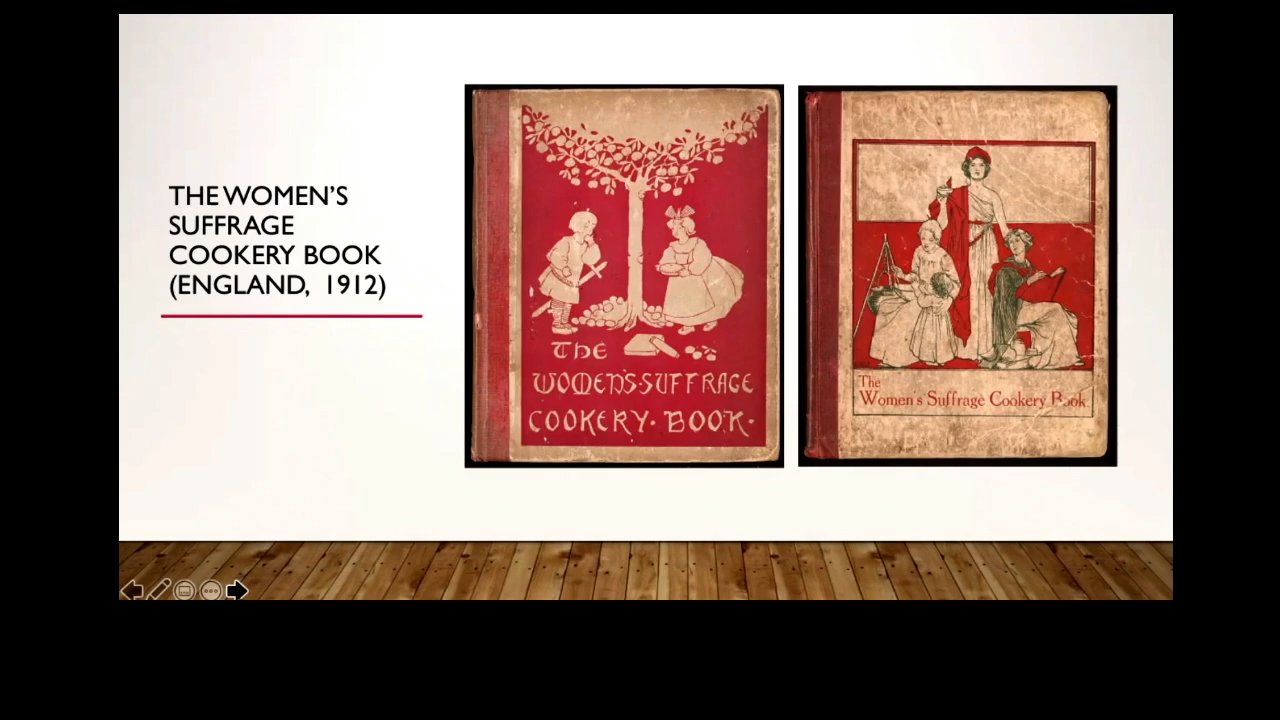 THE WOMEN'S
SUFFRAGE
COOKERY BOOK
(ENGLAND, 1912)
The
WOMEN'S·SUFFRAGE
COOKERY·BOOK·
The
Women's Suffrage Cookery Book